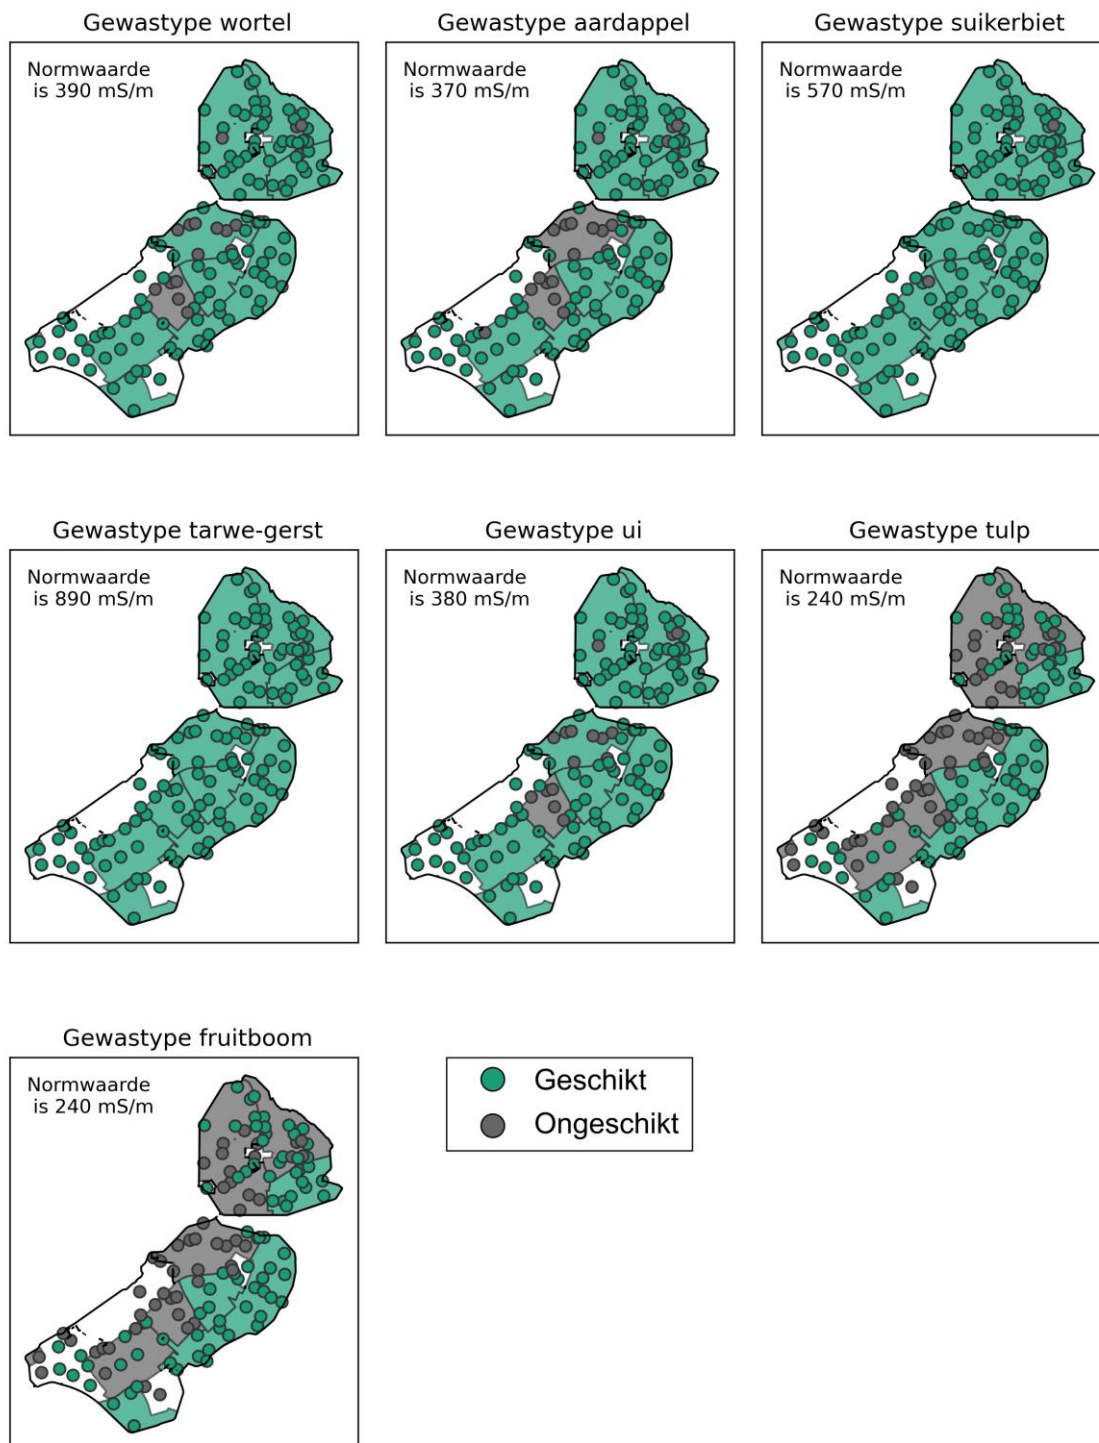 Gewastype wortel
Normwaarde
is 390 mS/m
Gewastype aardappel
Normwaarde
is 370 mS/m
Gewastype suikerbiet
Normwaarde
is 570 mS/m
Gewastype tarwe-gerst
Normwaarde
is 890 mS/m
Gewastype ui
Normwaarde
is 380 mS/m
Gewastype tulp
Normwaarde
is 240 mS/m
Gewastype fruitboom
Normwaarde
is 240 mS/m
Geschikt
Ongeschikt